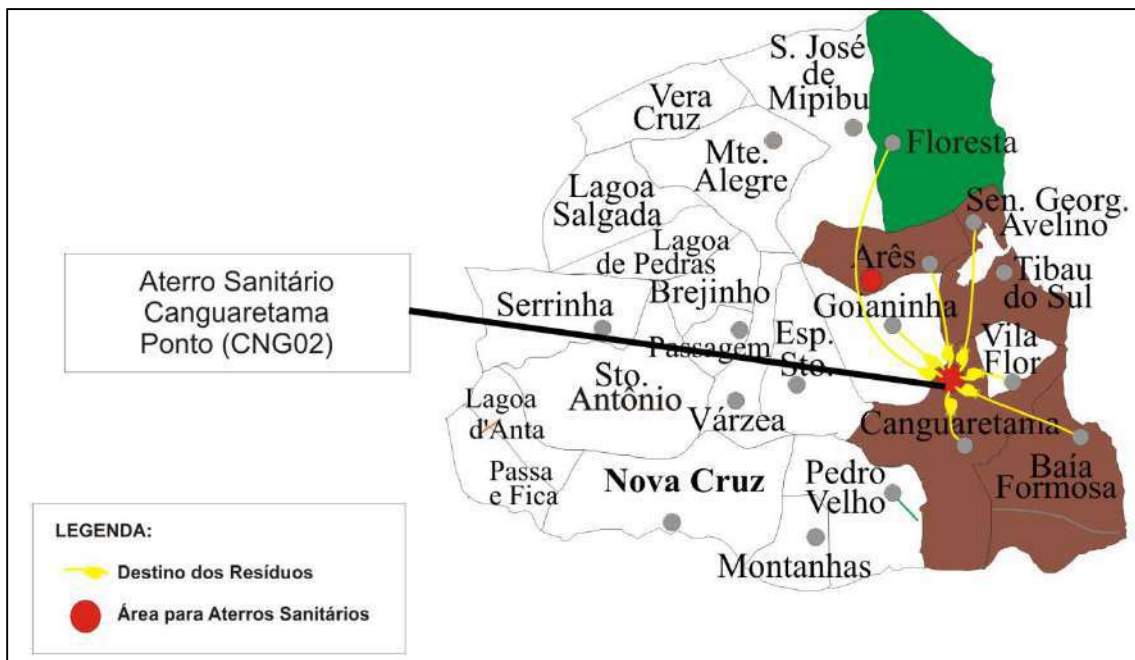 S. José
de
Mipibu
Vera
Cruz
Floresta
Mte.
Alegre
Lagoa
Salgada
Sen. Georg.
Avelino
Lagoa
de Pedras
Arês
Tibau
do Sul
Aterro Sanitário
Canguaretama
Ponto (CNG02)
Serrinha
Brejinho
Goianinha
Passagem
Esp.
Sto.
Vila
Flor
Sto.
Antônio
Lagoa
d'Anta
Várzea
Canguaretama
Passa
e Fica
Nova Cruz
Pedro
Velho
Baía
Formosa
Montanhas
LEGENDA:
Destino dos Resíduos
Área para Aterros Sanitários